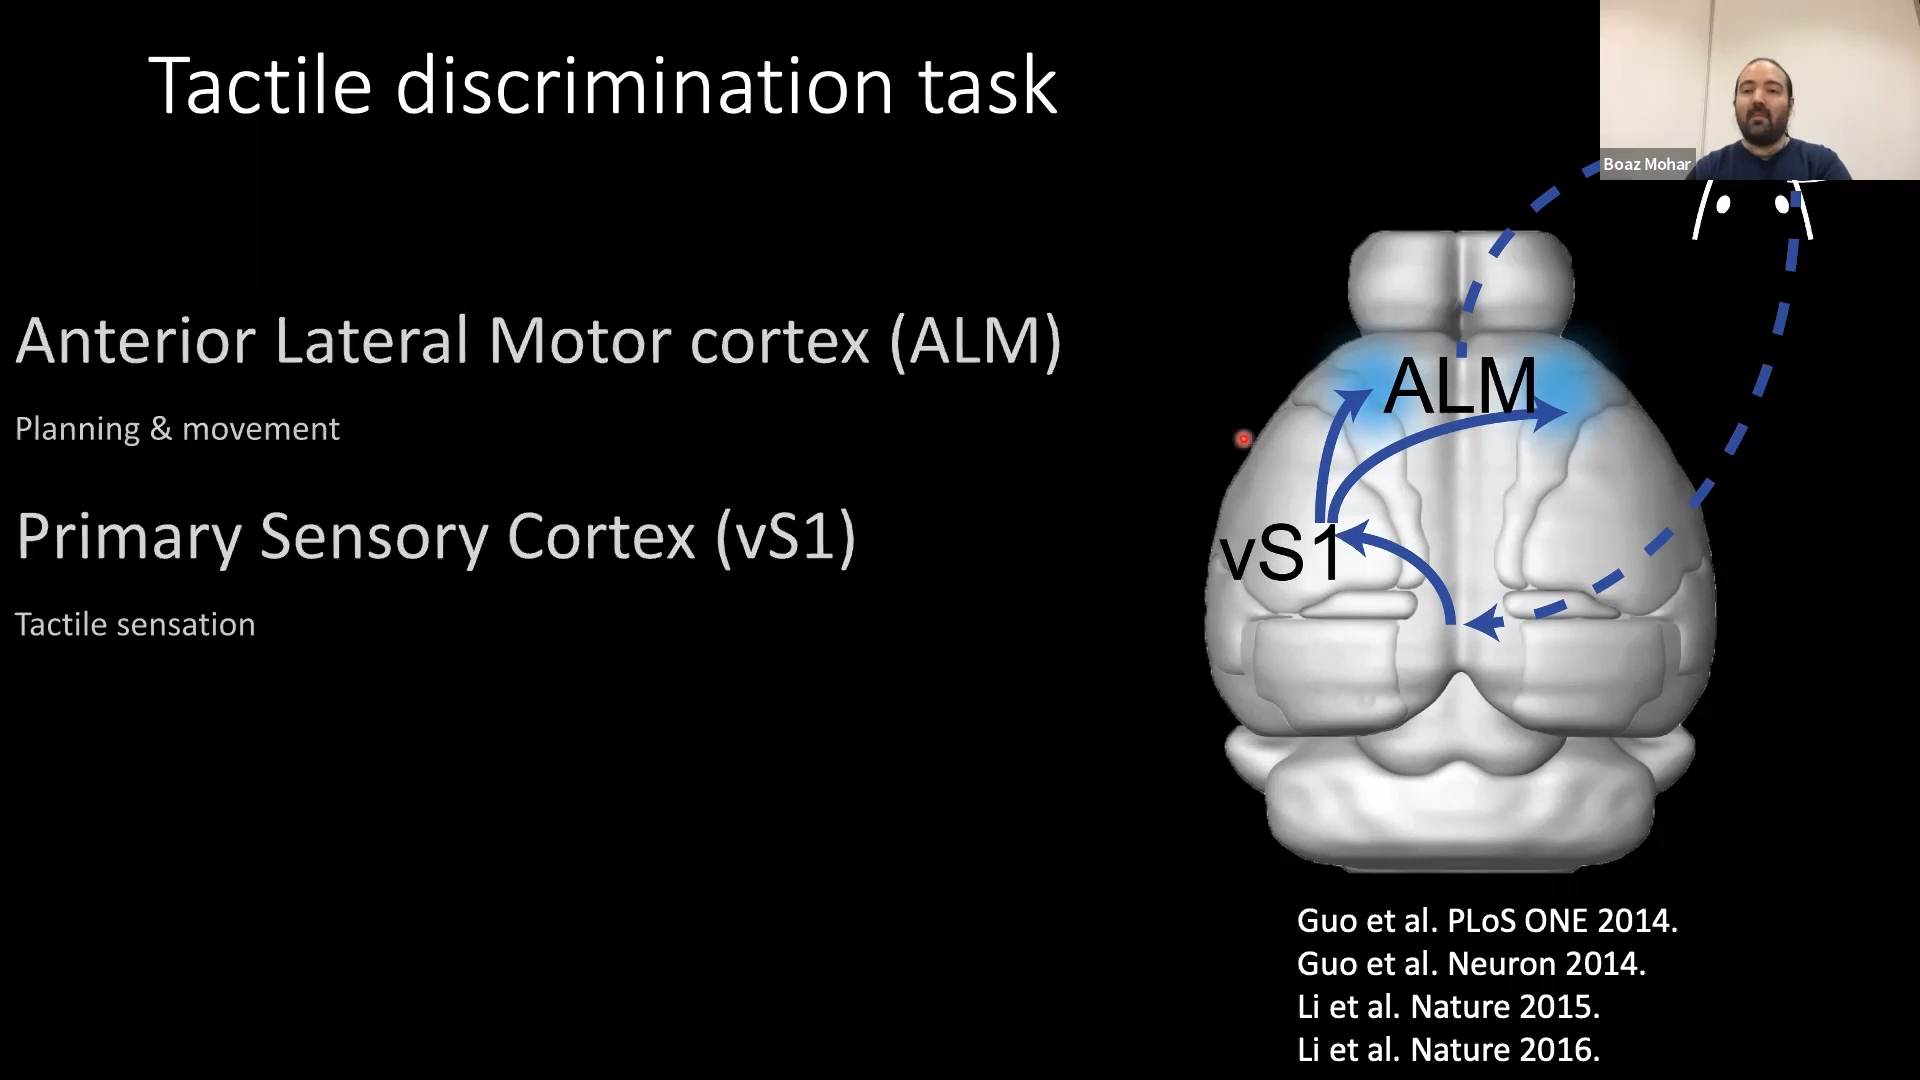 Tactile discrimination task
Boaz Mohar
Anterior Lateral Motor cortex (ALM)
Planning & movement
Primary Sensory Cortex (vS1)
Tactile sensation
ALM
vS1
Guo et al. PLoS ONE 2014.
Guo et al. Neuron 2014.
Li et al. Nature 2015.
Li et al. Nature 2016.